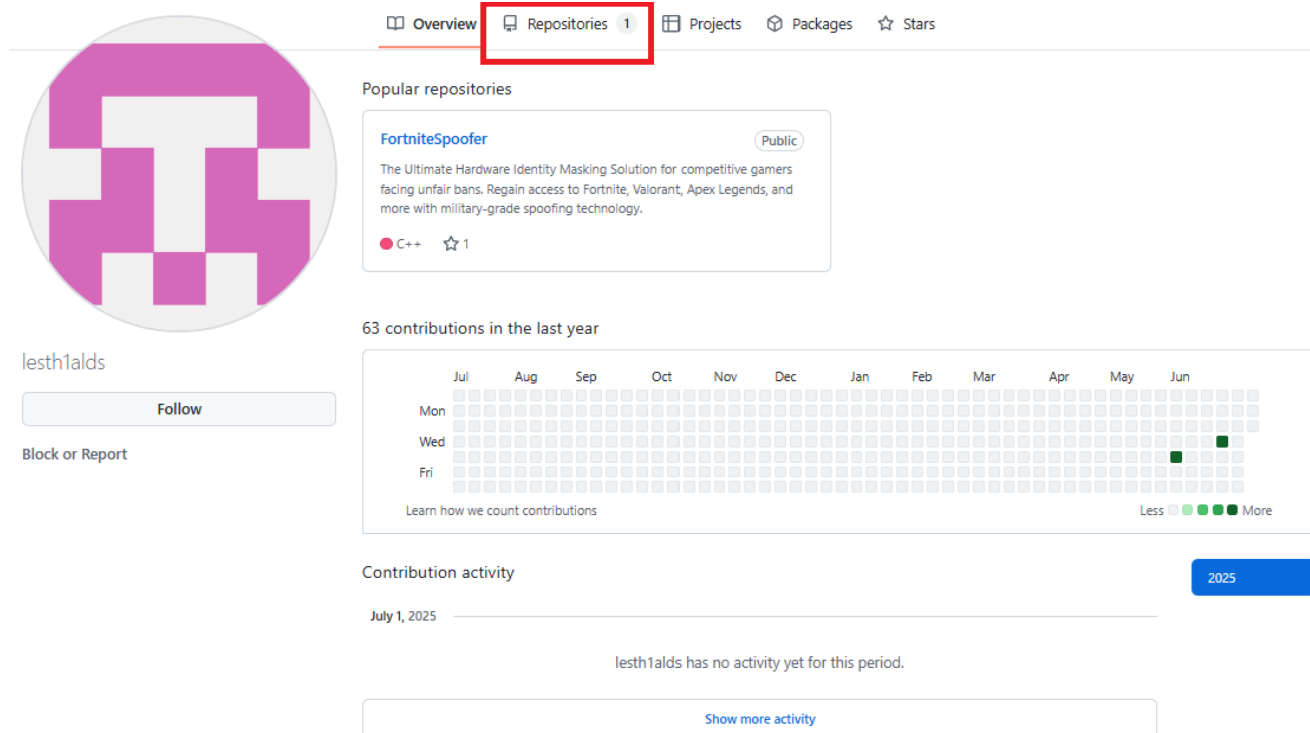 Overview Repositories 1 Projects Packages Stars
Popular repositories
FortniteSpoofer Public
The Ultimate Hardware Identity Masking Solution for competitive gamers
facing unfair bans. Regain access to Fortnite, Valorant, Apex Legends, and
more with military-grade spoofing technology.
C++ 1
63 contributions in the last year
lesth1alds
Follow
Block or Report
Jul Aug Sep Oct Nov Dec Jan Feb Mar Apr May Jun
Mon
Wed
Fri
Learn how we count contributions Less More
Contribution activity
2025
July 1, 2025
lesth1alds has no activity yet for this period.
Show more activity